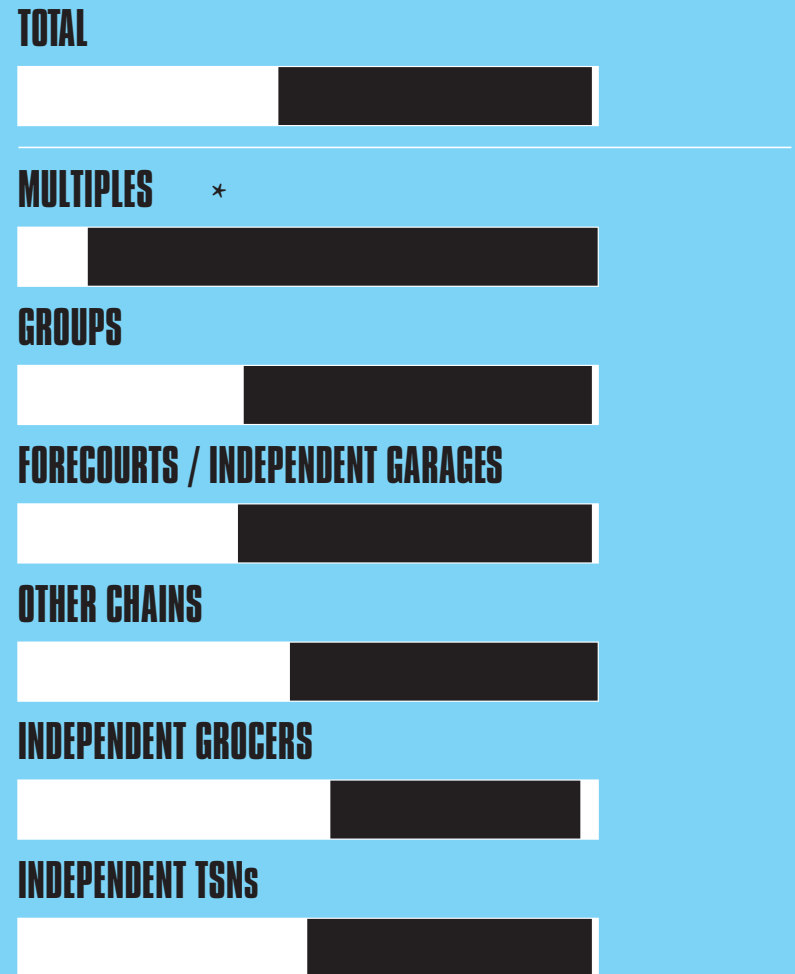 TOTAL
MULTIPLES *
GROUPS
FORECOURTS / INDEPENDENT GARAGES
OTHER CHAINS
INDEPENDENT GROCERS
INDEPENDENT TSNs